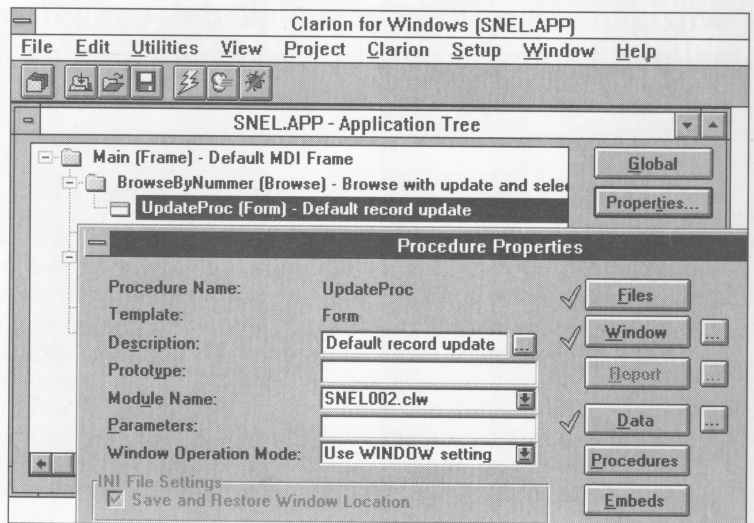 Clarion for Windows (SNEL.APP)
File Edit Utilities View Project Clarion Setup Window Help
SNEL.APP - Application Tree
Main (Frame) - Default MDI Frame
Global
BrowseByNummer (Browse) - Browse with update and selec
Properties...
UpdateProc (Form) - Default record update
Procedure Properties
Procedure Name: UpdateProc
Files
Template: Form
Window ...
Description: Default record update ...
Prototype:
Report ...
Module Name: SNEL002.clw
Parameters:
Data ...
Window Operation Mode: Use WINDOW setting
Procedures
INI File Settings
Save and Restore Window Location
Embeds